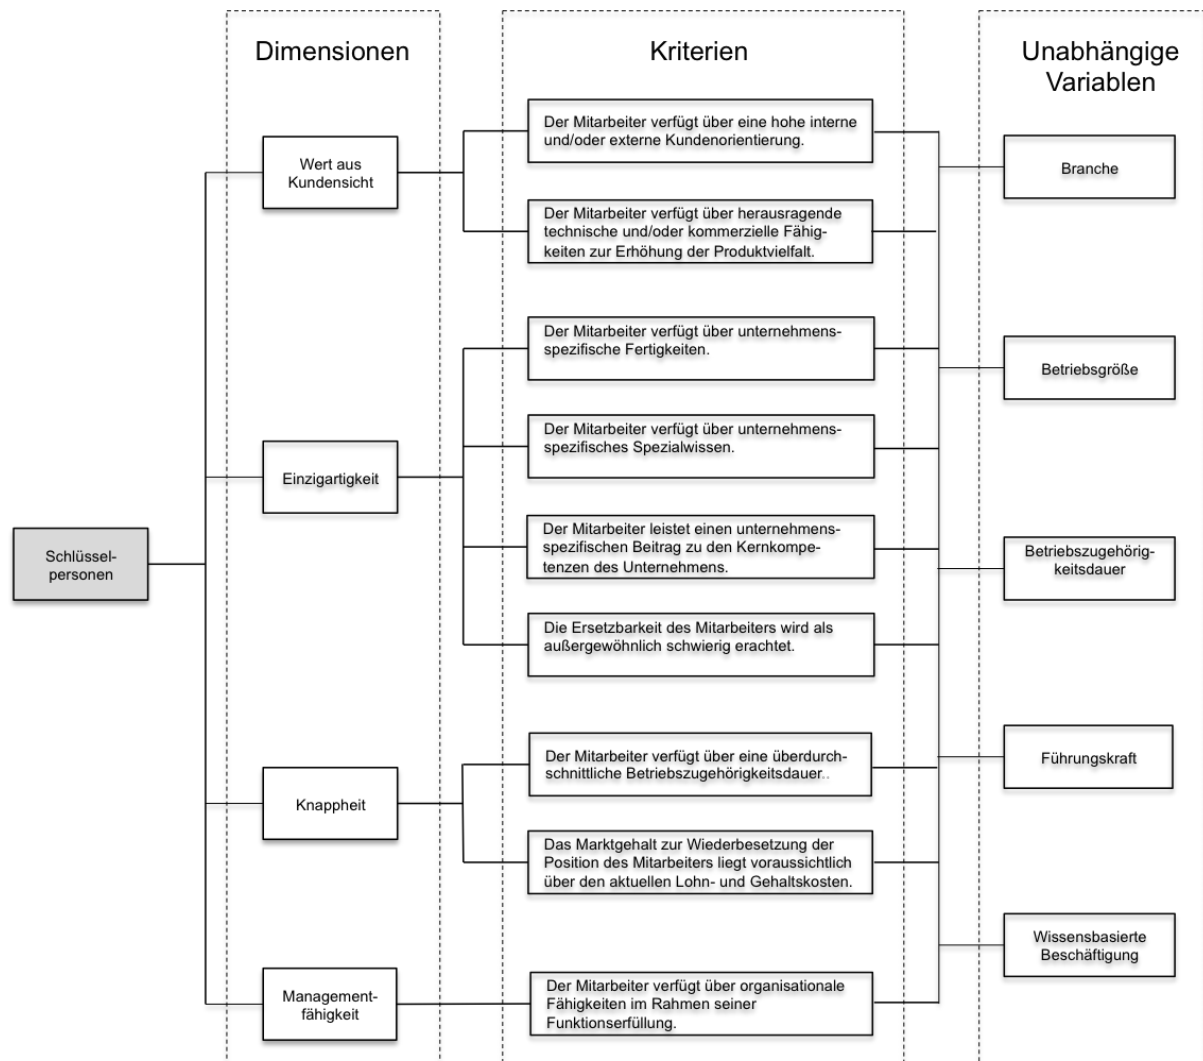 Dimensionen
Kriterien
Unabhängige
Variablen
Schlüssel-
personen
Wert aus
Kundensicht
Der Mitarbeiter verfügt über eine hohe interne
und/oder externe Kundenorientierung.
Der Mitarbeiter verfügt über herausragende
technische und/oder kommerzielle Fähig-
keiten zur Erhöhung der Produktvielfalt.
Einzigartigkeit
Der Mitarbeiter verfügt über unternehmens-
spezifische Fertigkeiten.
Der Mitarbeiter verfügt über unternehmens-
spezifisches Spezialwissen.
Der Mitarbeiter leistet einen unternehmens-
spezifischen Beitrag zu den Kernkompe-
tenzen des Unternehmens.
Die Ersetzbarkeit des Mitarbeiters wird als
außergewöhnlich schwierig erachtet.
Knappheit
Der Mitarbeiter verfügt über eine überdurch-
schnittliche Betriebszugehörigkeitsdauer..
Das Marktgehalt zur Wiederbesetzung der
Position des Mitarbeiters liegt voraussichtlich
über den aktuellen Lohn- und Gehaltskosten.
Management-
fähigkeit
Der Mitarbeiter verfügt über organisationale
Fähigkeiten im Rahmen seiner
Funktionserfüllung.
Branche
Betriebsgröße
Betriebszugehörig-
keitsdauer
Führungskraft
Wissensbasierte
Beschäftigung